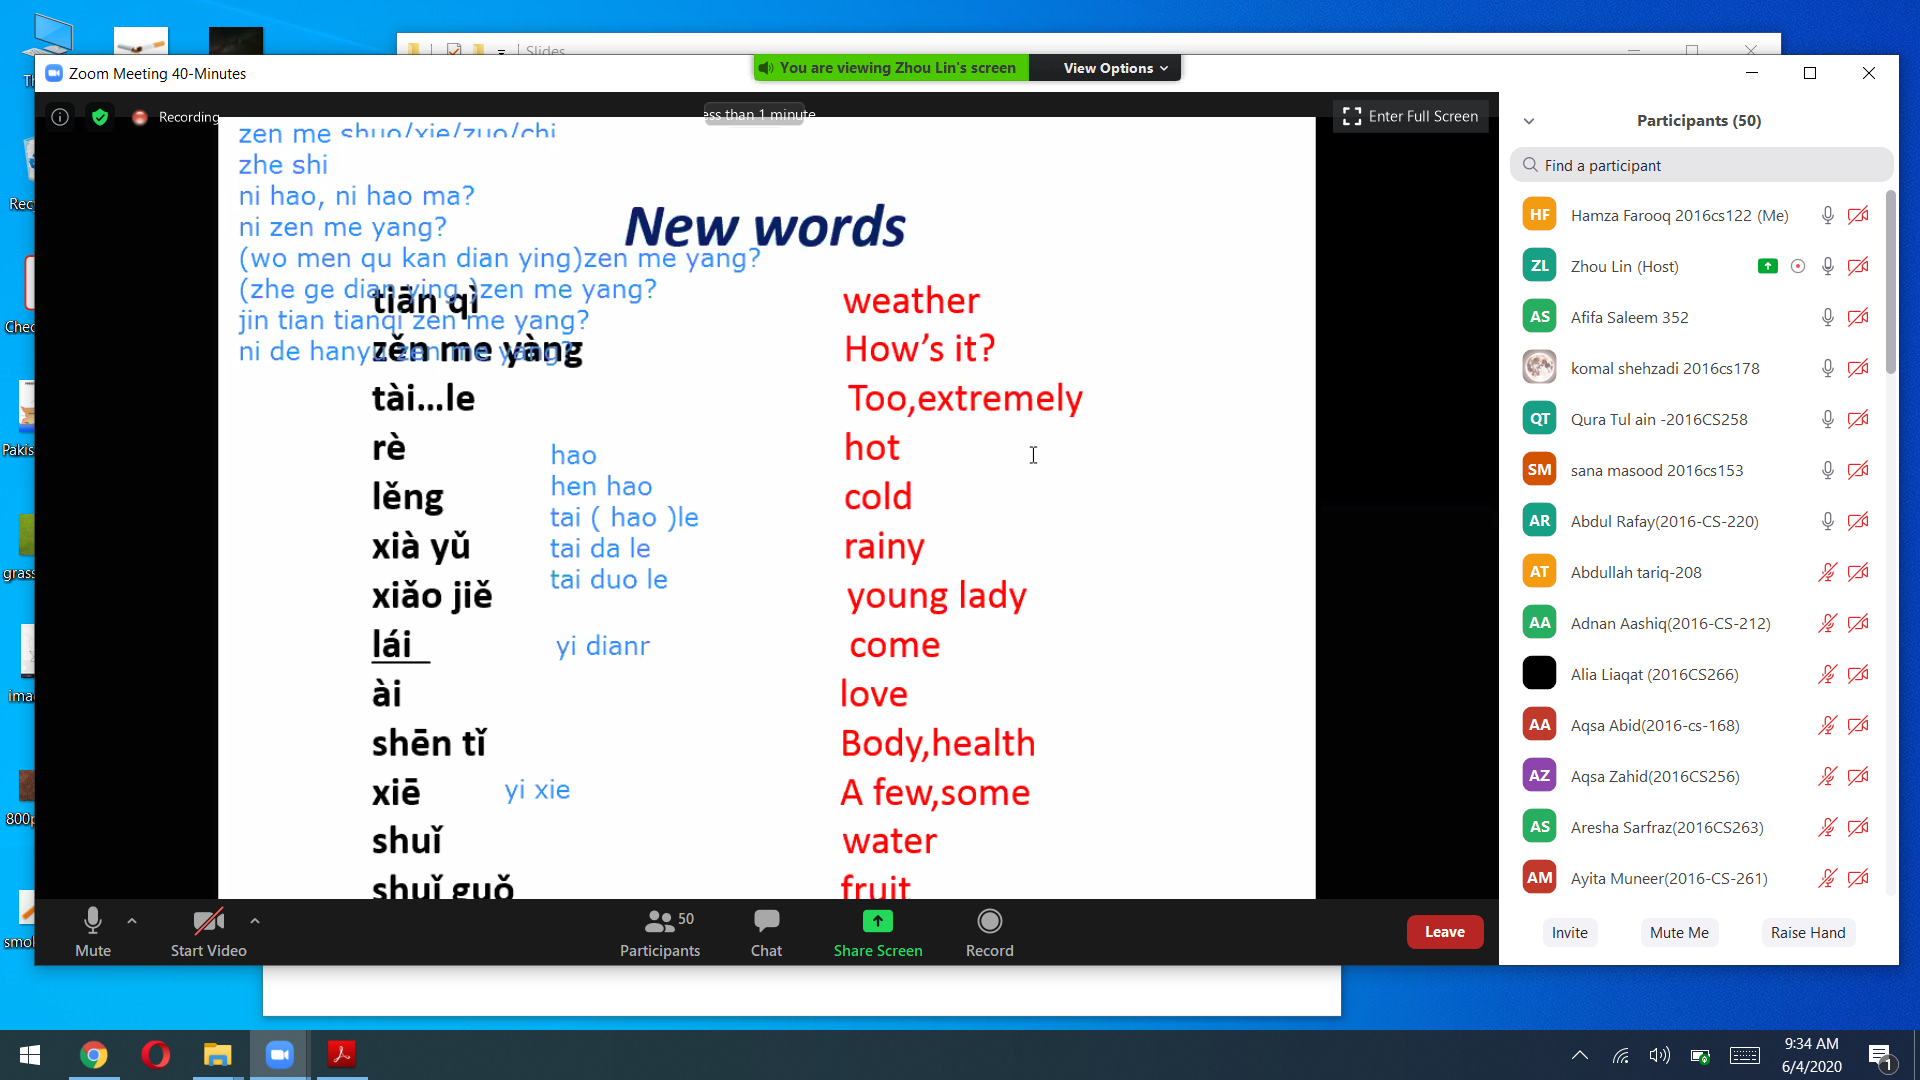 Slides
Zoom Meeting 40-Minutes
You are viewing Zhou Lin's screen
View Options
Recording
ess than 1 minute
Enter Full Screen
zen me shuo/xie/zuo/chi
zhe shi
ni hao, ni hao ma?
ni zen me yang?
(wo men qu kan dian ying)zen me yang?
(zhe ge dian ying )zen me yang?
jin tian tianqi zen me yang?
ni de hanyu zen me yang?
New words
tiān qì weather
zěn me yàng How's it?
tài...le Too,extremely
rè hot
lěng cold
xià yǔ rainy
xiǎo jiě young lady
lái come
ài love
shēn tǐ Body,health
xiē A few,some
shuǐ water
shuǐ guǒ fruit
hao
hen hao
tai ( hao )le
tai da le
tai duo le
yi dianr
yi xie
Participants (50)
Find a participant
HF Hamza Farooq 2016cs122 (Me)
ZL Zhou Lin (Host)
AS Afifa Saleem 352
komal shehzadi 2016cs178
QT Qura Tul ain -2016CS258
SM sana masood 2016cs153
AR Abdul Rafay(2016-CS-220)
AT Abdullah tariq-208
AA Adnan Aashiq(2016-CS-212)
Alia Liaqat (2016CS266)
AA Aqsa Abid(2016-cs-168)
AZ Aqsa Zahid(2016CS256)
AS Aresha Sarfraz(2016CS263)
AM Ayita Muneer(2016-CS-261)
Invite
Mute Me
Raise Hand
Mute
Start Video
50
Participants
Chat
Share Screen
Record
Leave
Th
Rec
Chec
Pakis
grass
ima
800p
smo
9:34 AM
6/4/2020
1